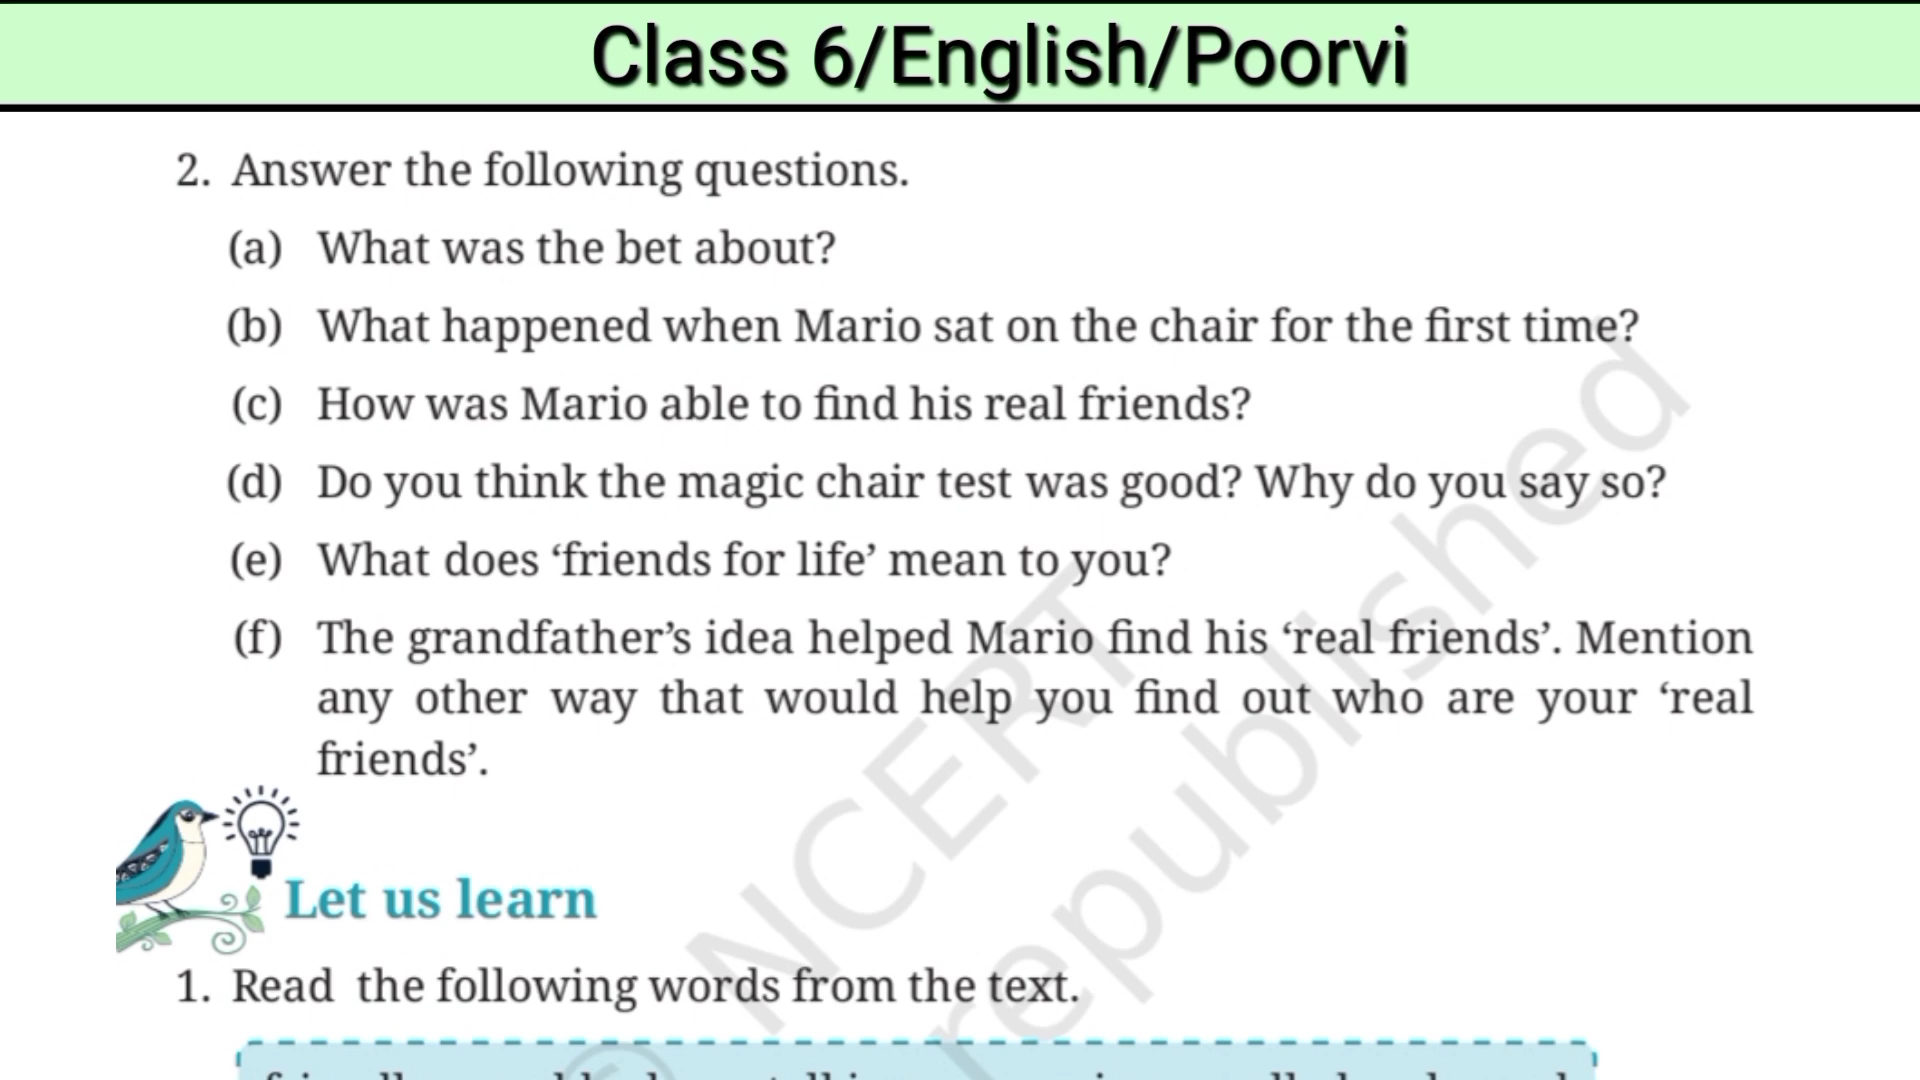 Class 6/English/Poorvi
2. Answer the following questions.
(a) What was the bet about?
(b) What happened when Mario sat on the chair for the first time?
(c) How was Mario able to find his real friends?
(d) Do you think the magic chair test was good? Why do you say so?
(e) What does ‘friends for life’ mean to you?
(f) The grandfather’s idea helped Mario find his ‘real friends’. Mention
any other way that would help you find out who are your ‘real
friends’.
Let us learn
1. Read the following words from the text.
© NCERT
republished